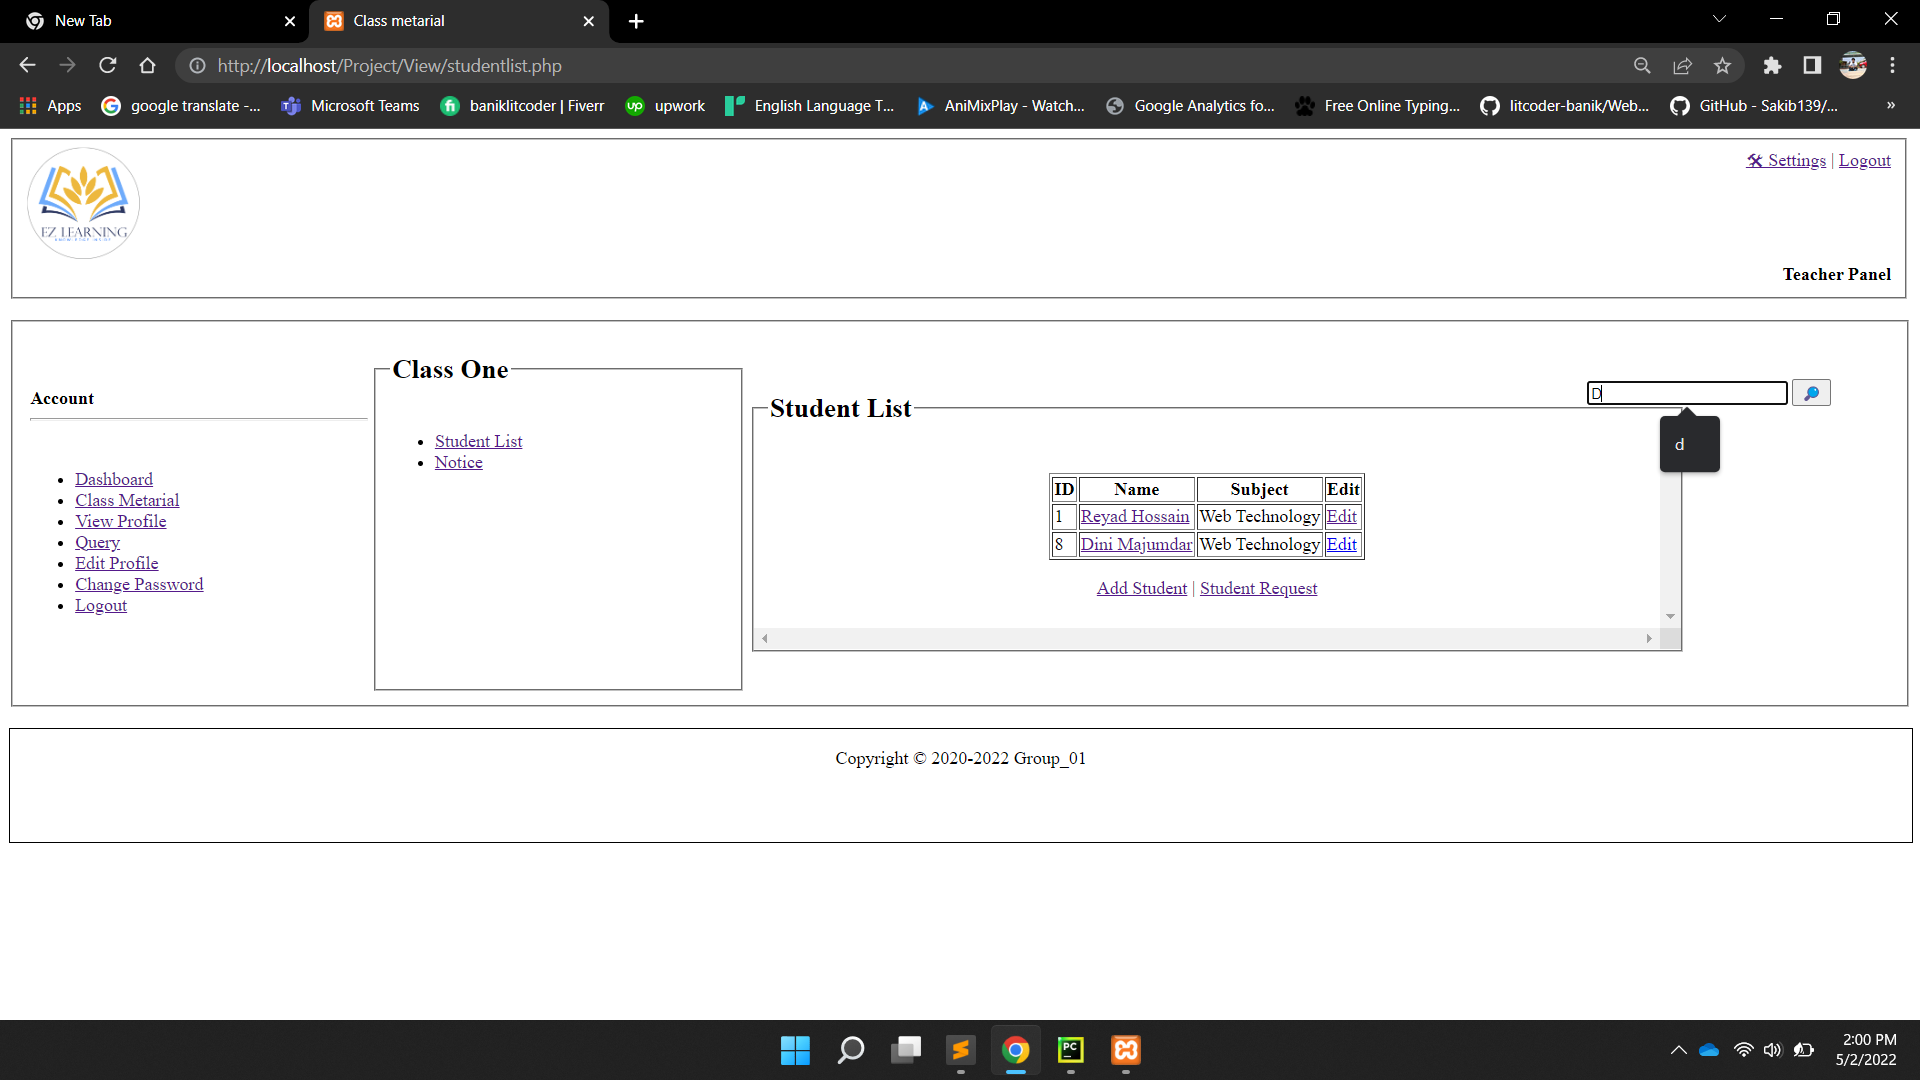 New Tab
Class metarial
http://localhost/Project/View/studentlist.php
Apps
google translate -...
Microsoft Teams
baniklitcoder | Fiverr
upwork
English Language T...
AniMixPlay - Watch...
Google Analytics fo...
Free Online Typing...
litcoder-banik/Web...
GitHub - Sakib139/...
»
EZ LEARNING
KNOWLEDGE INSIDE
🛠 Settings | Logout
Teacher Panel
Account
Dashboard
Class Metarial
View Profile
Query
Edit Profile
Change Password
Logout
Class One
Student List
Notice
D
d
Student List
ID Name Subject Edit
1 Reyad Hossain Web Technology Edit
8 Dini Majumdar Web Technology Edit
Add Student | Student Request
Copyright © 2020-2022 Group_01
PC
2:00 PM
5/2/2022